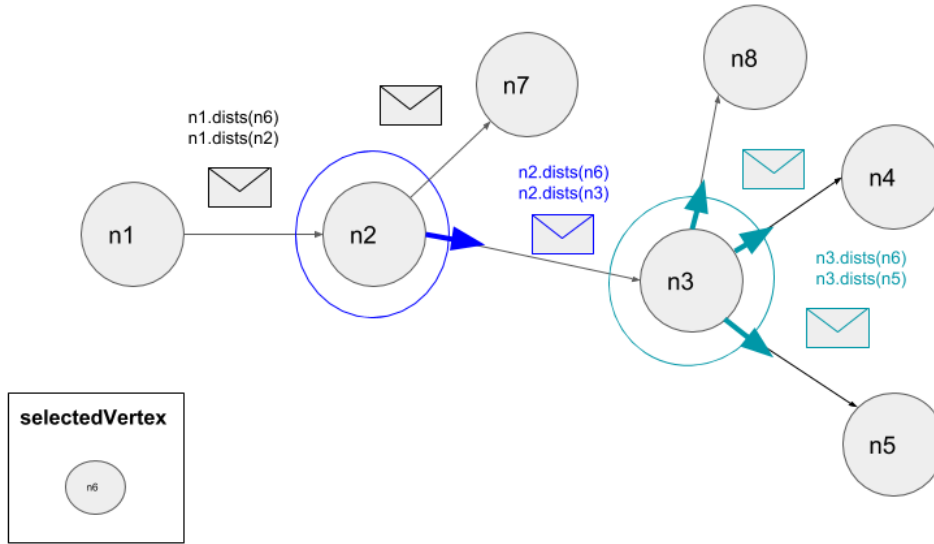 n8
n7
n1.dists(n6)
n1.dists(n2)
n2.dists(n6)
n2.dists(n3)
n4
n1
n2
n3
n3.dists(n6)
n3.dists(n5)
selectedVertex
n6
n5